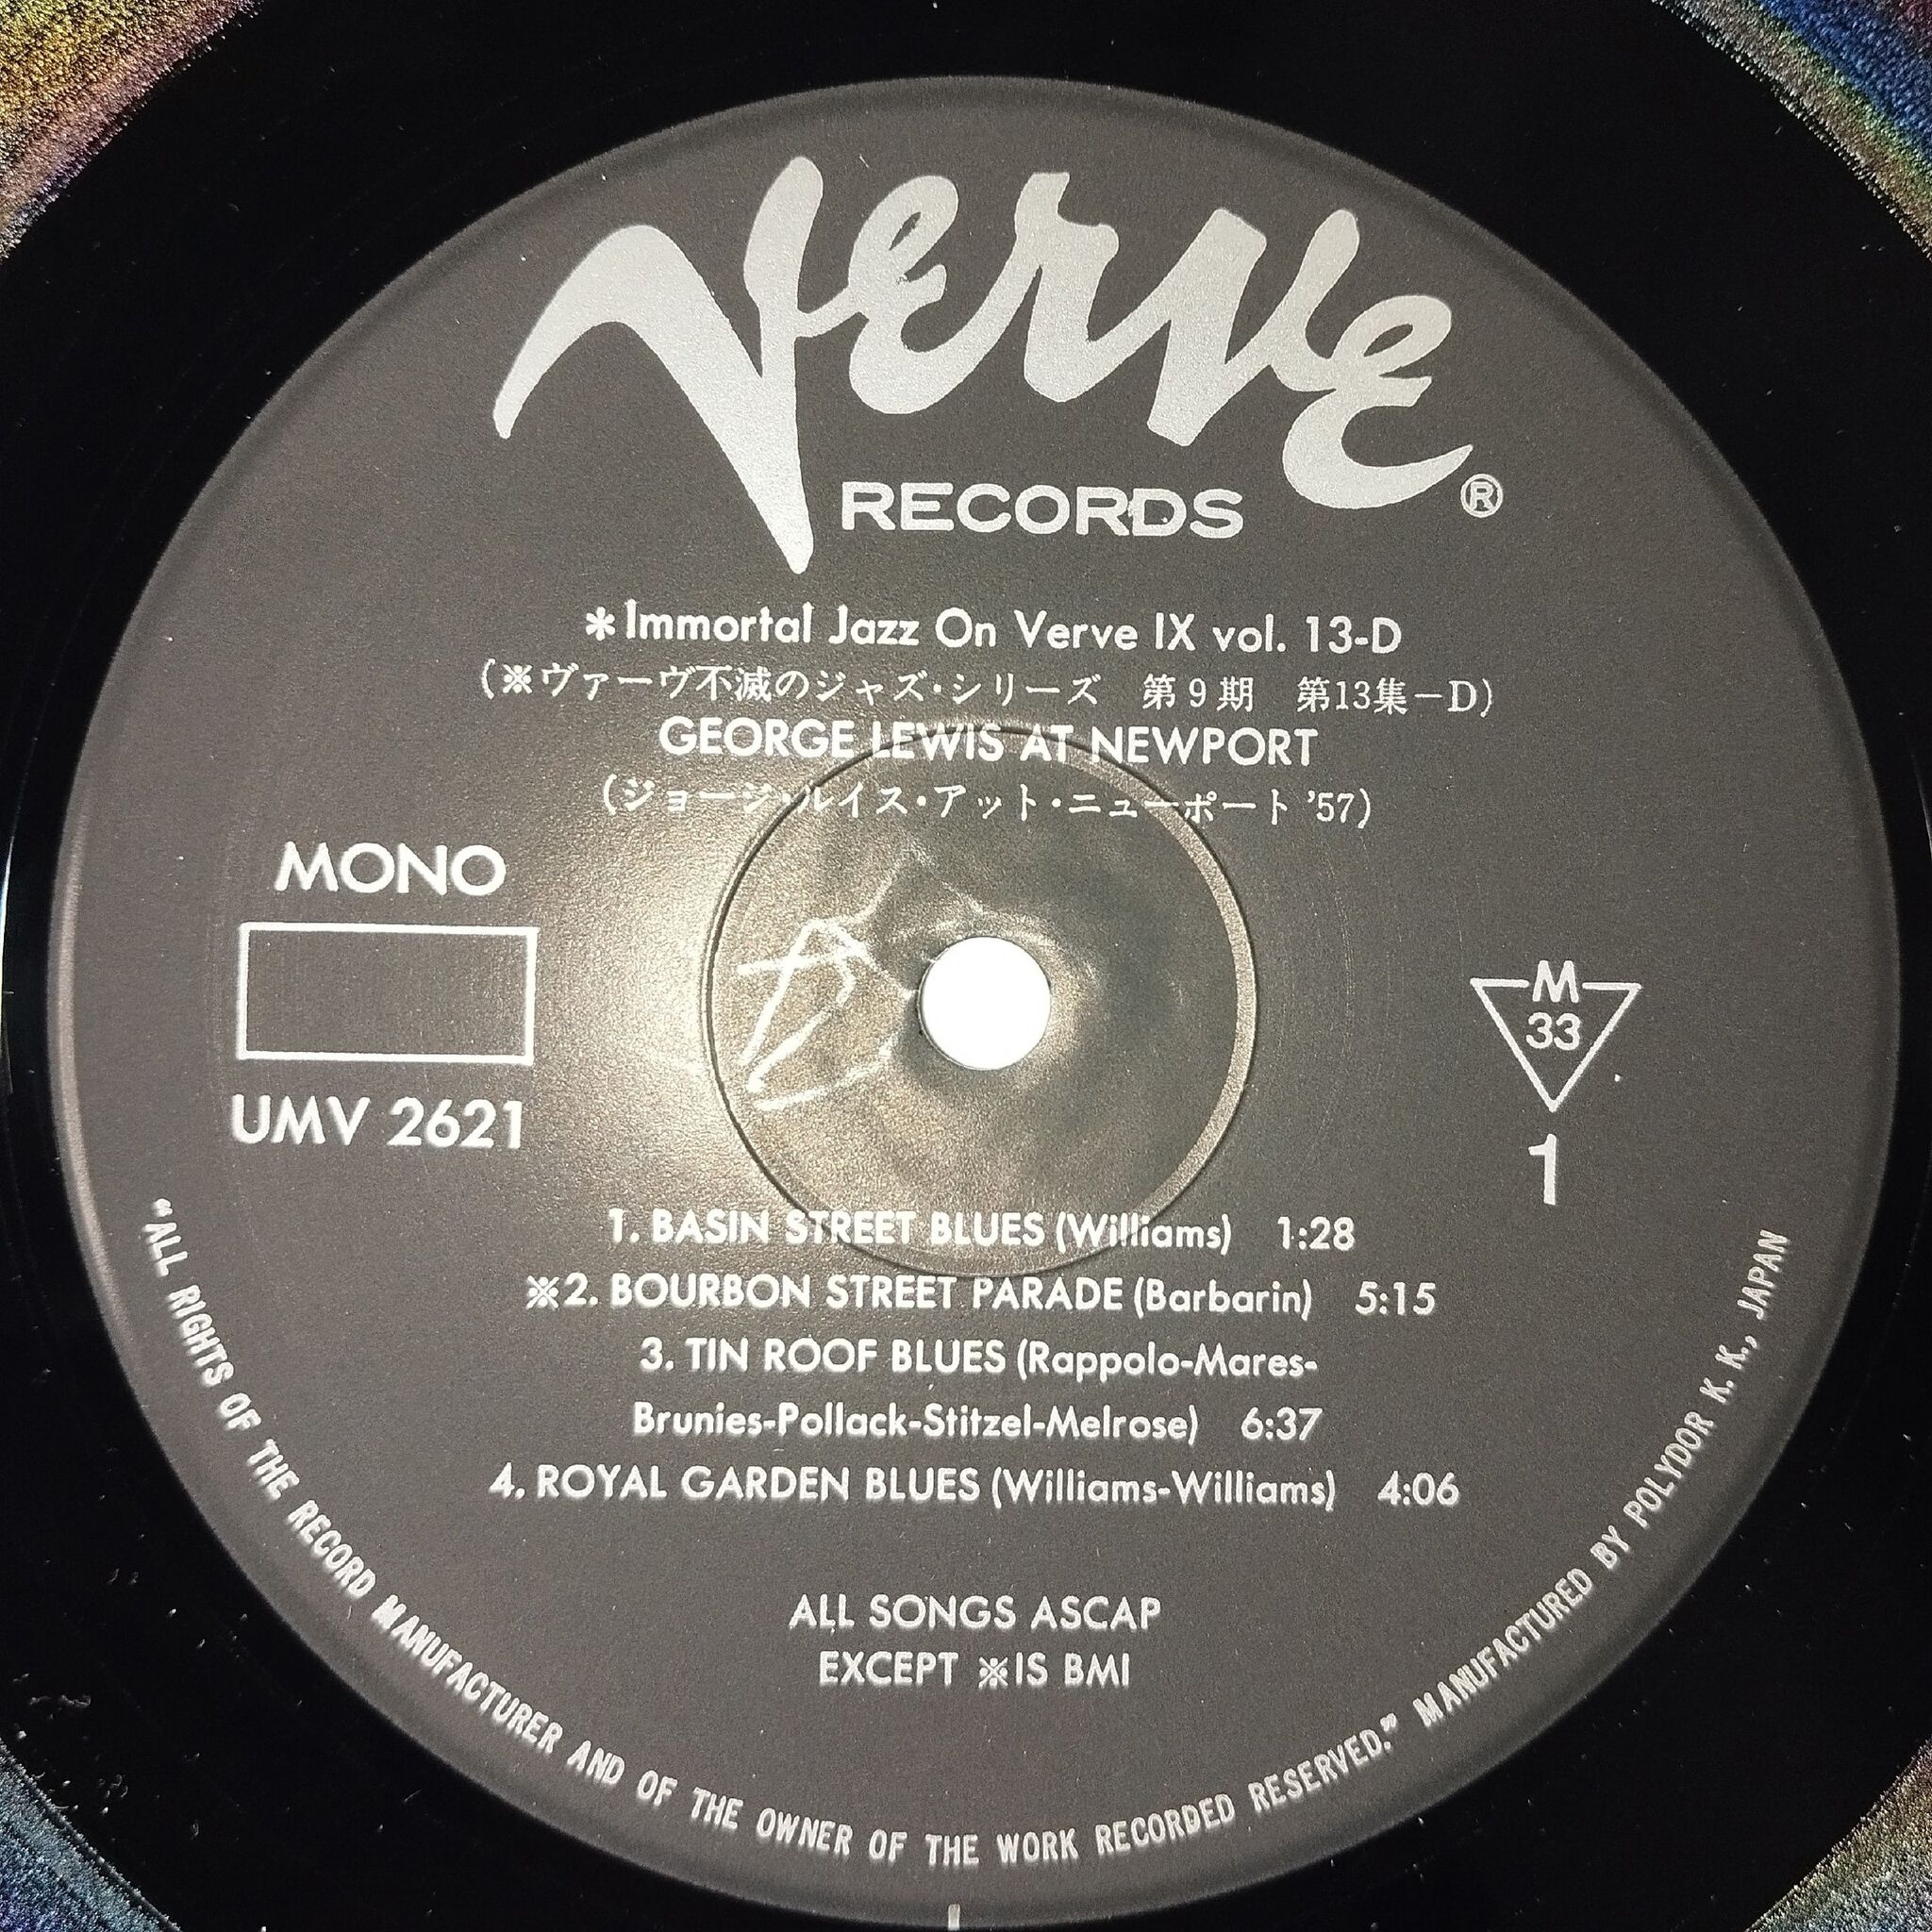 Verve
RECORDS ®
*Immortal Jazz On Verve IX vol. 13-D
(※ヴァーヴ不滅のジャズ·シリーズ 第9期 第13集-D)
GEORGE LEWIS AT NEWPORT
(ジョージ·ルイス·アット·ニューポート '57)
MONO
UMV 2621
M
33
1
1. BASIN STREET BLUES (Williams) 1:28
※2. BOURBON STREET PARADE (Barbarin) 5:15
3. TIN ROOF BLUES (Rappolo-Mares-
Brunies-Pollack-Stitzel-Melrose) 6:37
4. ROYAL GARDEN BLUES (Williams-Williams) 4:06
ALL SONGS ASCAP
EXCEPT ※IS BMI
"ALL RIGHTS OF THE RECORD MANUFACTURER AND OF THE OWNER OF THE WORK RECORDED RESERVED." MANUFACTURED BY POLYDOR K. K., JAPAN